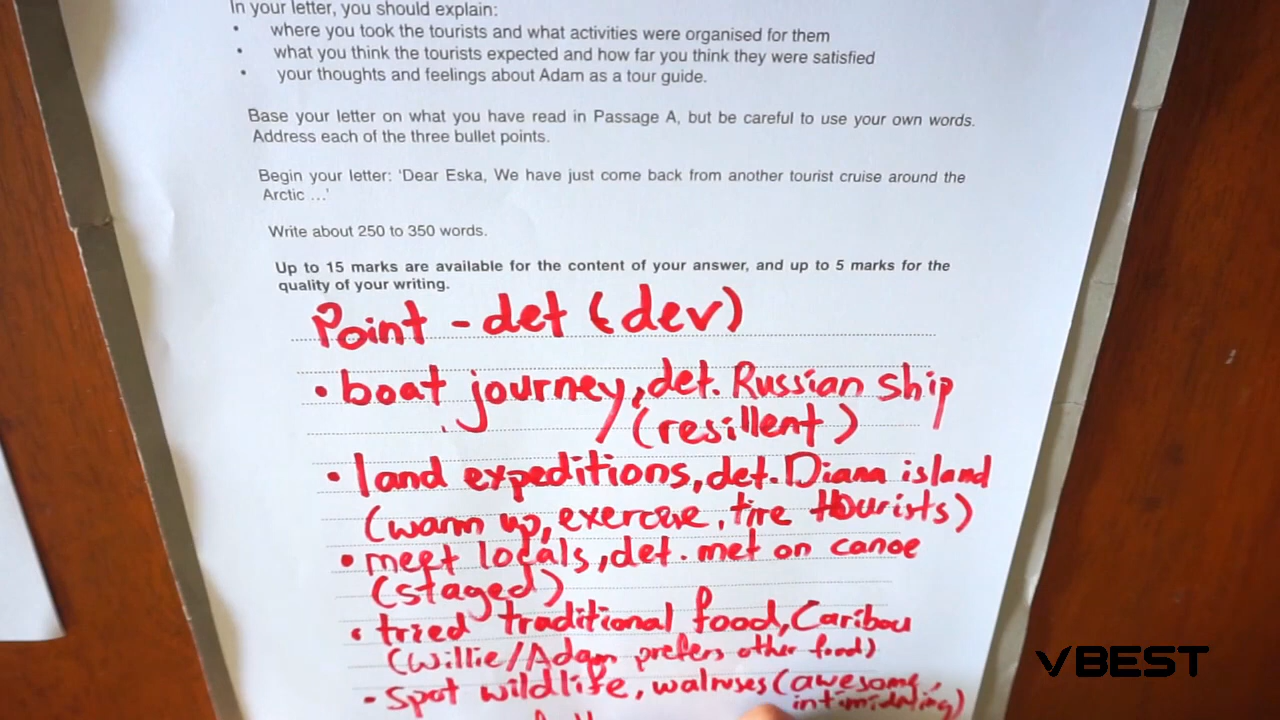 In your letter, you should explain:
• where you took the tourists and what activities were organised for them
• what you think the tourists expected and how far you think they were satisfied
• your thoughts and feelings about Adam as a tour guide.
Base your letter on what you have read in Passage A, but be careful to use your own words.
Address each of the three bullet points.
Begin your letter: 'Dear Eska, We have just come back from another tourist cruise around the
Arctic ...'
Write about 250 to 350 words.
Up to 15 marks are available for the content of your answer, and up to 5 marks for the
quality of your writing.
Point - det (dev)
• boat journey, det. Russian ship
(resillent)
• land expeditions, det. Diana island
(warm up, exercise, tire tourists)
• meet locals, det. met on canoe
(staged)
• tried traditional food, Caribou
(Willie/Adam prefers other food)
• spot wildlife, walruses (awesome,
intimidating)
VBEST